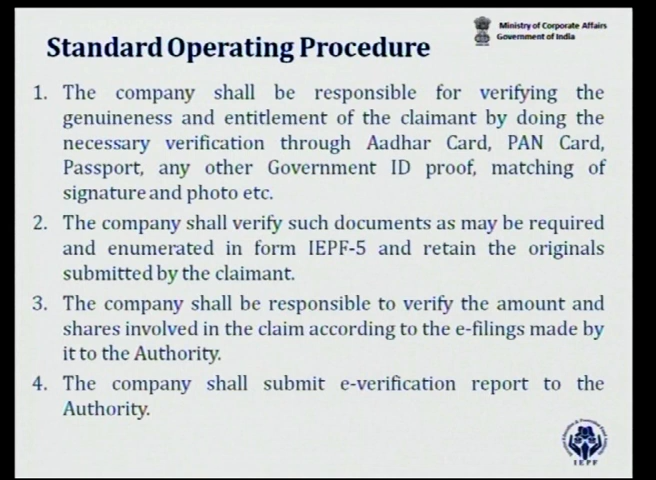 Ministry of Corporate Affairs
Government of India
Standard Operating Procedure
1. The company shall be responsible for verifying the
genuineness and entitlement of the claimant by doing the
necessary verification through Aadhar Card, PAN Card,
Passport, any other Government ID proof, matching of
signature and photo etc.
2. The company shall verify such documents as may be required
and enumerated in form IEPF-5 and retain the originals
submitted by the claimant.
3. The company shall be responsible to verify the amount and
shares involved in the claim according to the e-filings made by
it to the Authority.
4. The company shall submit e-verification report to the
Authority.
IEPF